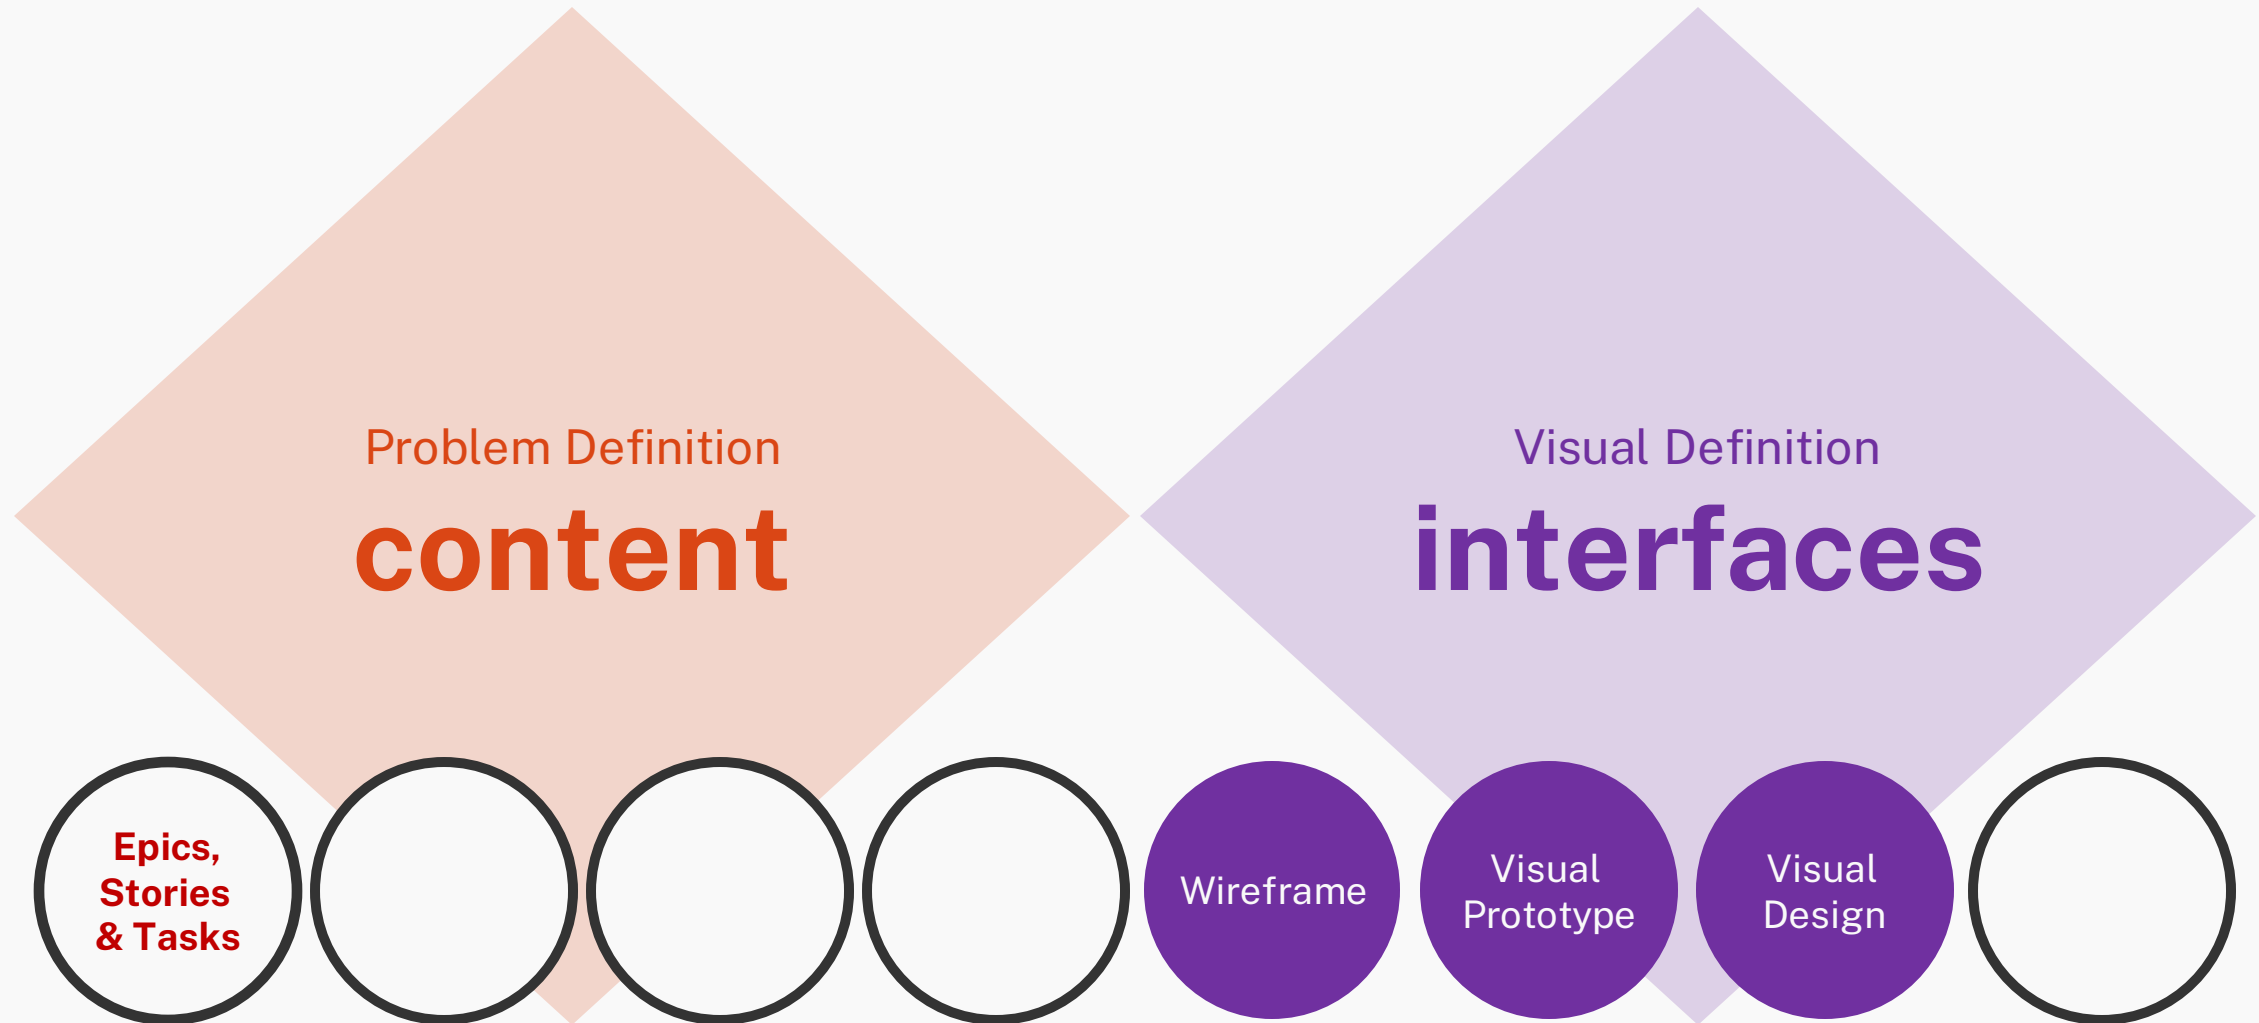 Problem Definition
content
Visual Definition
interfaces
Epics,
Stories
& Tasks
Wireframe
Visual
Prototype
Visual
Design